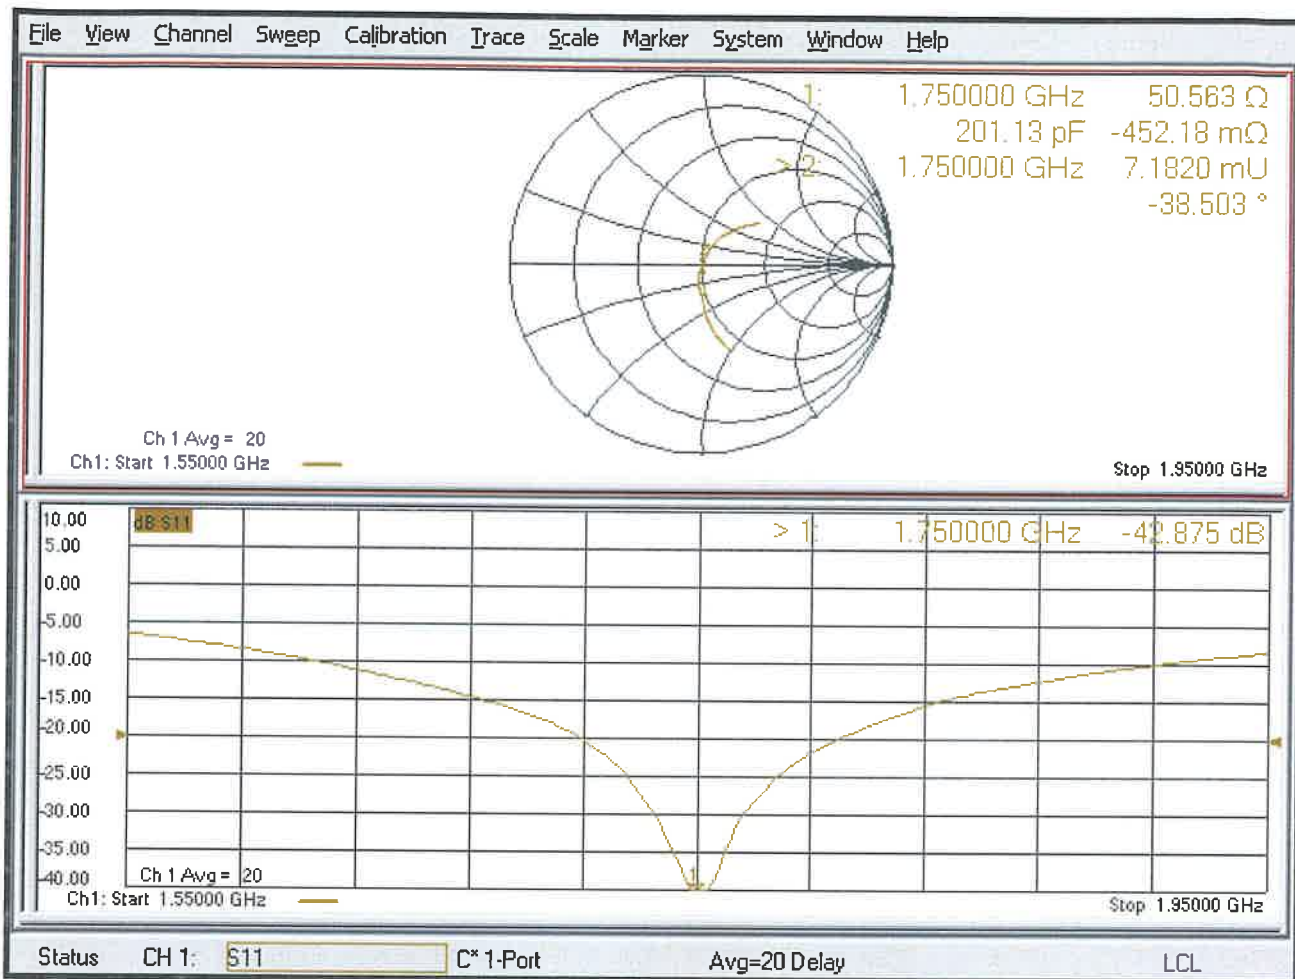 File View Channel Sweep Calibration Trace Scale Marker System Window Help
1: 1.750000 GHz 50.563 Ω
201.13 pF -452.18 mΩ
> 2: 1.750000 GHz 7.1820 mU
-38.503 °
Ch 1 Avg = 20
Ch1: Start 1.55000 GHz
Stop 1.95000 GHz
10.00
dB S11
> 1: 1.750000 GHz -42.875 dB
5.00
0.00
-5.00
-10.00
-15.00
-20.00
-25.00
-30.00
-35.00
-40.00
1
Ch 1 Avg = 20
Ch1: Start 1.55000 GHz
Stop 1.95000 GHz
Status CH 1: S11 C* 1-Port Avg=20 Delay LCL